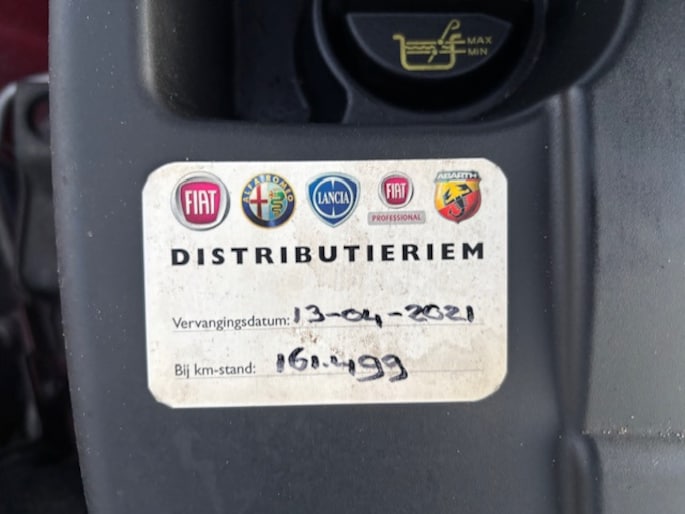 MAX
MIN
FIAT ALFA ROMEO LANCIA FIAT PROFESSIONAL ABARTH
DISTRIBUTIERIEM
Vervangingsdatum: 13-04-2021
Bij km-stand: 161.499